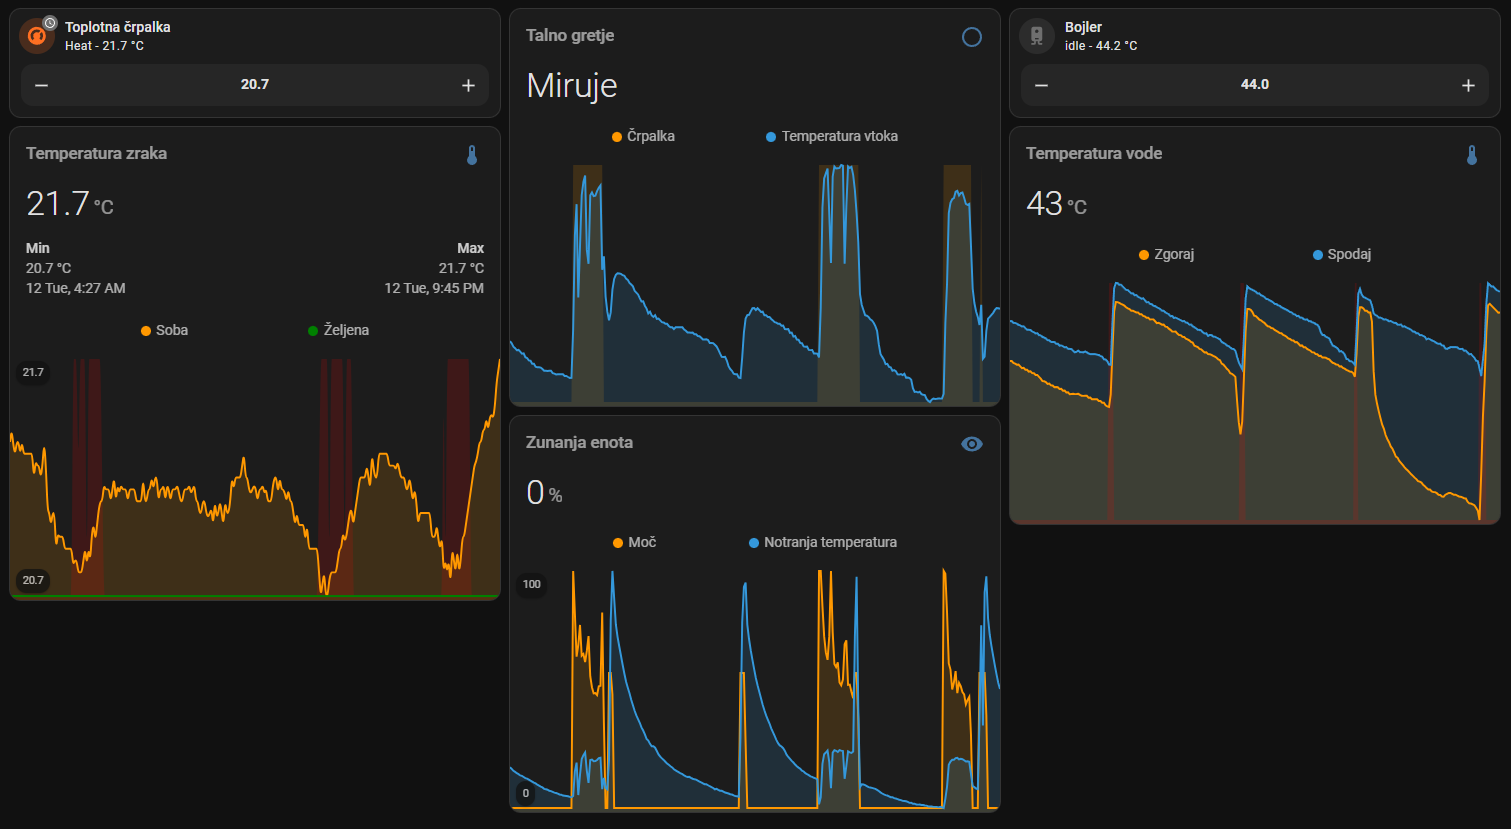 Toplotna črpalka
Heat - 21.7 °C
− 20.7 +
Temperatura zraka
21.7 °C
Min Max
20.7 °C 21.7 °C
12 Tue, 4:27 AM 12 Tue, 9:45 PM
Soba Željena
21.7
20.7
Talno gretje
Miruje
Črpalka Temperatura vtoka
Zunanja enota
0 %
Moč Notranja temperatura
100
0
Bojler
idle - 44.2 °C
− 44.0 +
Temperatura vode
43 °C
Zgoraj Spodaj